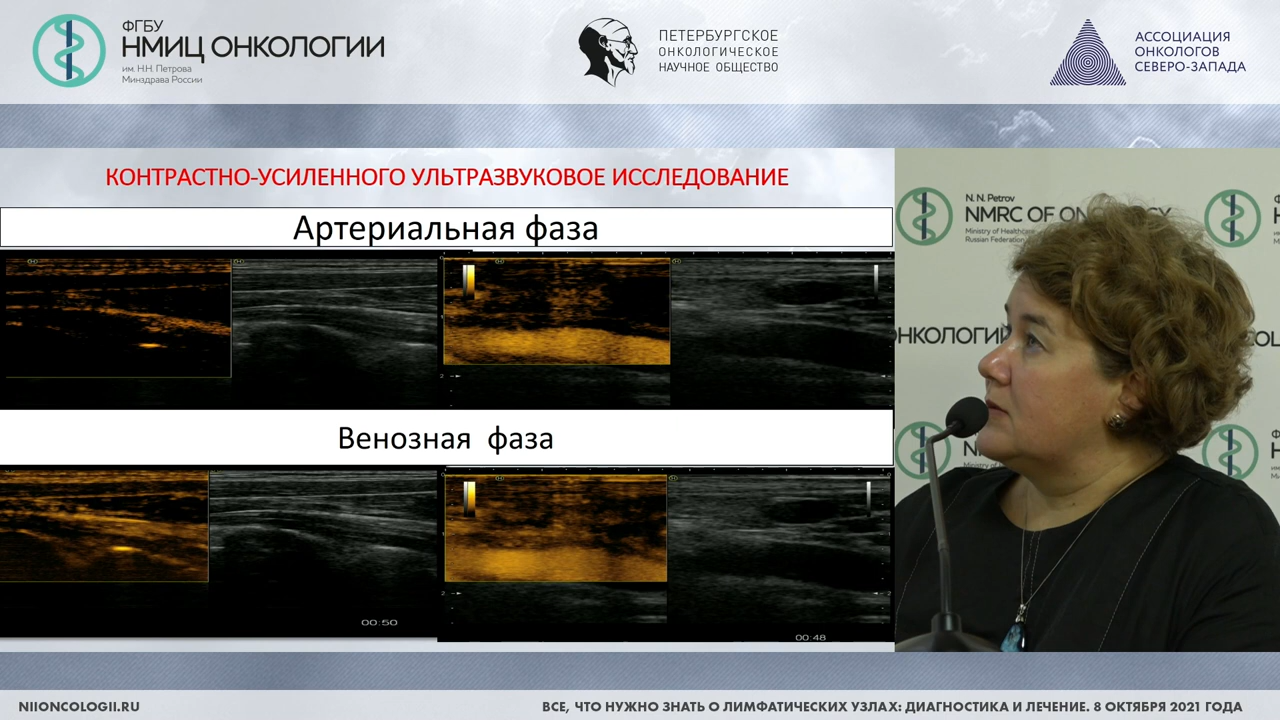 ФГБУ
НМИЦ ОНКОЛОГИИ
им. Н.Н. Петрова
Минздрава России
ПЕТЕРБУРГСКОЕ
ОНКОЛОГИЧЕСКОЕ
НАУЧНОЕ ОБЩЕСТВО
АССОЦИАЦИЯ
ОНКОЛОГОВ
СЕВЕРО-ЗАПАДА
КОНТРАСТНО-УСИЛЕННОГО УЛЬТРАЗВУКОВОЕ ИССЛЕДОВАНИЕ
Артериальная фаза
Венозная фаза
00:50
00:48
N.N. Petrov
NMRC OF
Ministry of Healthcare
Russian Federation
NIIONCOLOGII.RU
ВСЕ, ЧТО НУЖНО ЗНАТЬ О ЛИМФАТИЧЕСКИХ УЗЛАХ: ДИАГНОСТИКА И ЛЕЧЕНИЕ. 8 ОКТЯБРЯ 2021 ГОДА